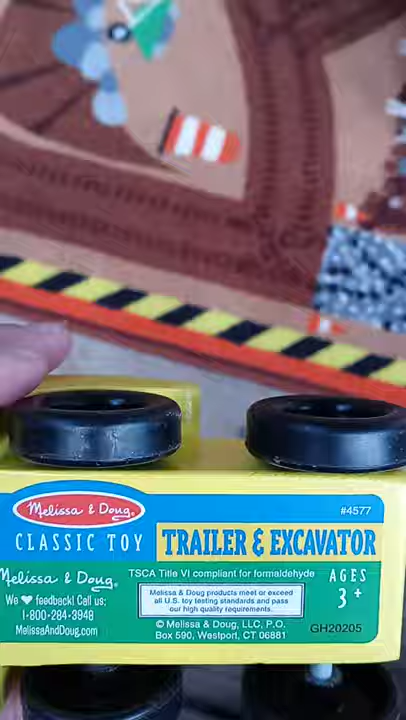 Melissa & Doug®
#4577
CLASSIC TOY TRAILER & EXCAVATOR
Melissa & Doug®
We ♥ feedback! Call us:
1-800-284-3948
MelissaAndDoug.com
TSCA Title VI compliant for formaldehyde
Melissa & Doug products meet or exceed
all U.S. toy testing standards and pass
our high quality requirements.
© Melissa & Doug, LLC, P.O.
Box 590, Westport, CT 06881
AGES
3+
GH20205